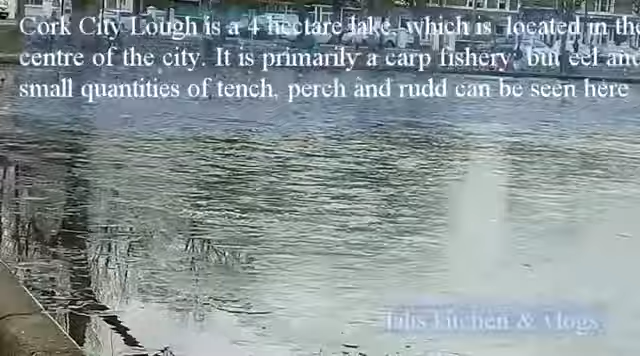 Cork City Lough is a 4 hectare lake, which is located in the
centre of the city. It is primarily a carp fishery, but eel and
small quantities of tench, perch and rudd can be seen here
kitchen & vlogs